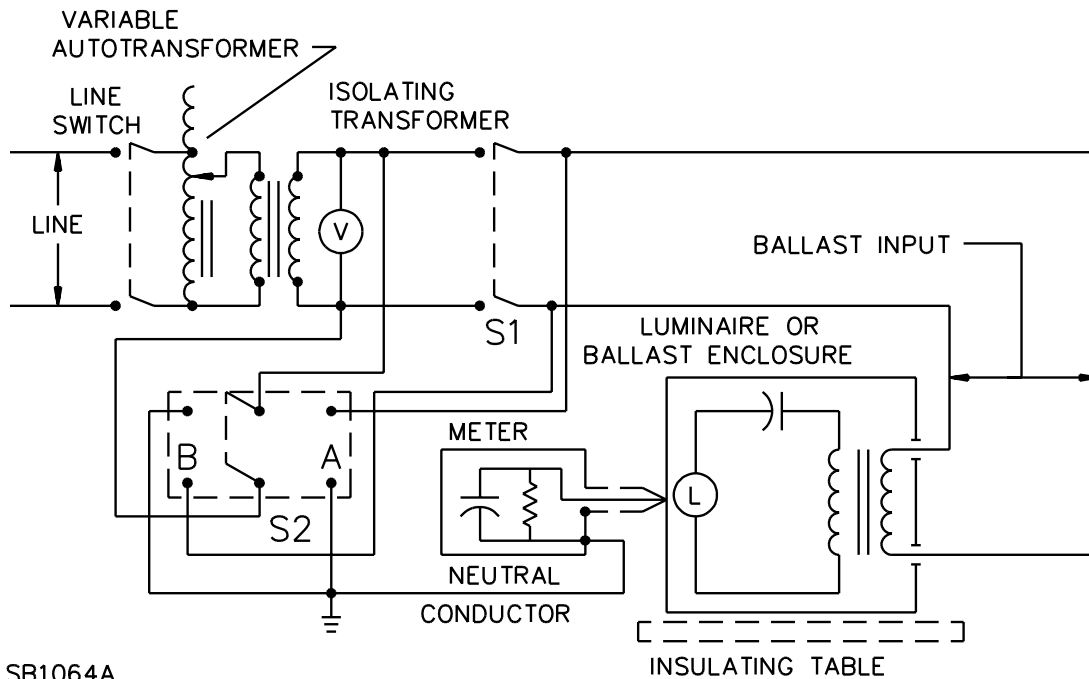 VARIABLE
AUTOTRANSFORMER
LINE
SWITCH
ISOLATING
TRANSFORMER
LINE
V
BALLAST INPUT
S1
LUMINAIRE OR
BALLAST ENCLOSURE
METER
B
A
L
S2
NEUTRAL
CONDUCTOR
INSULATING TABLE
SB1064A